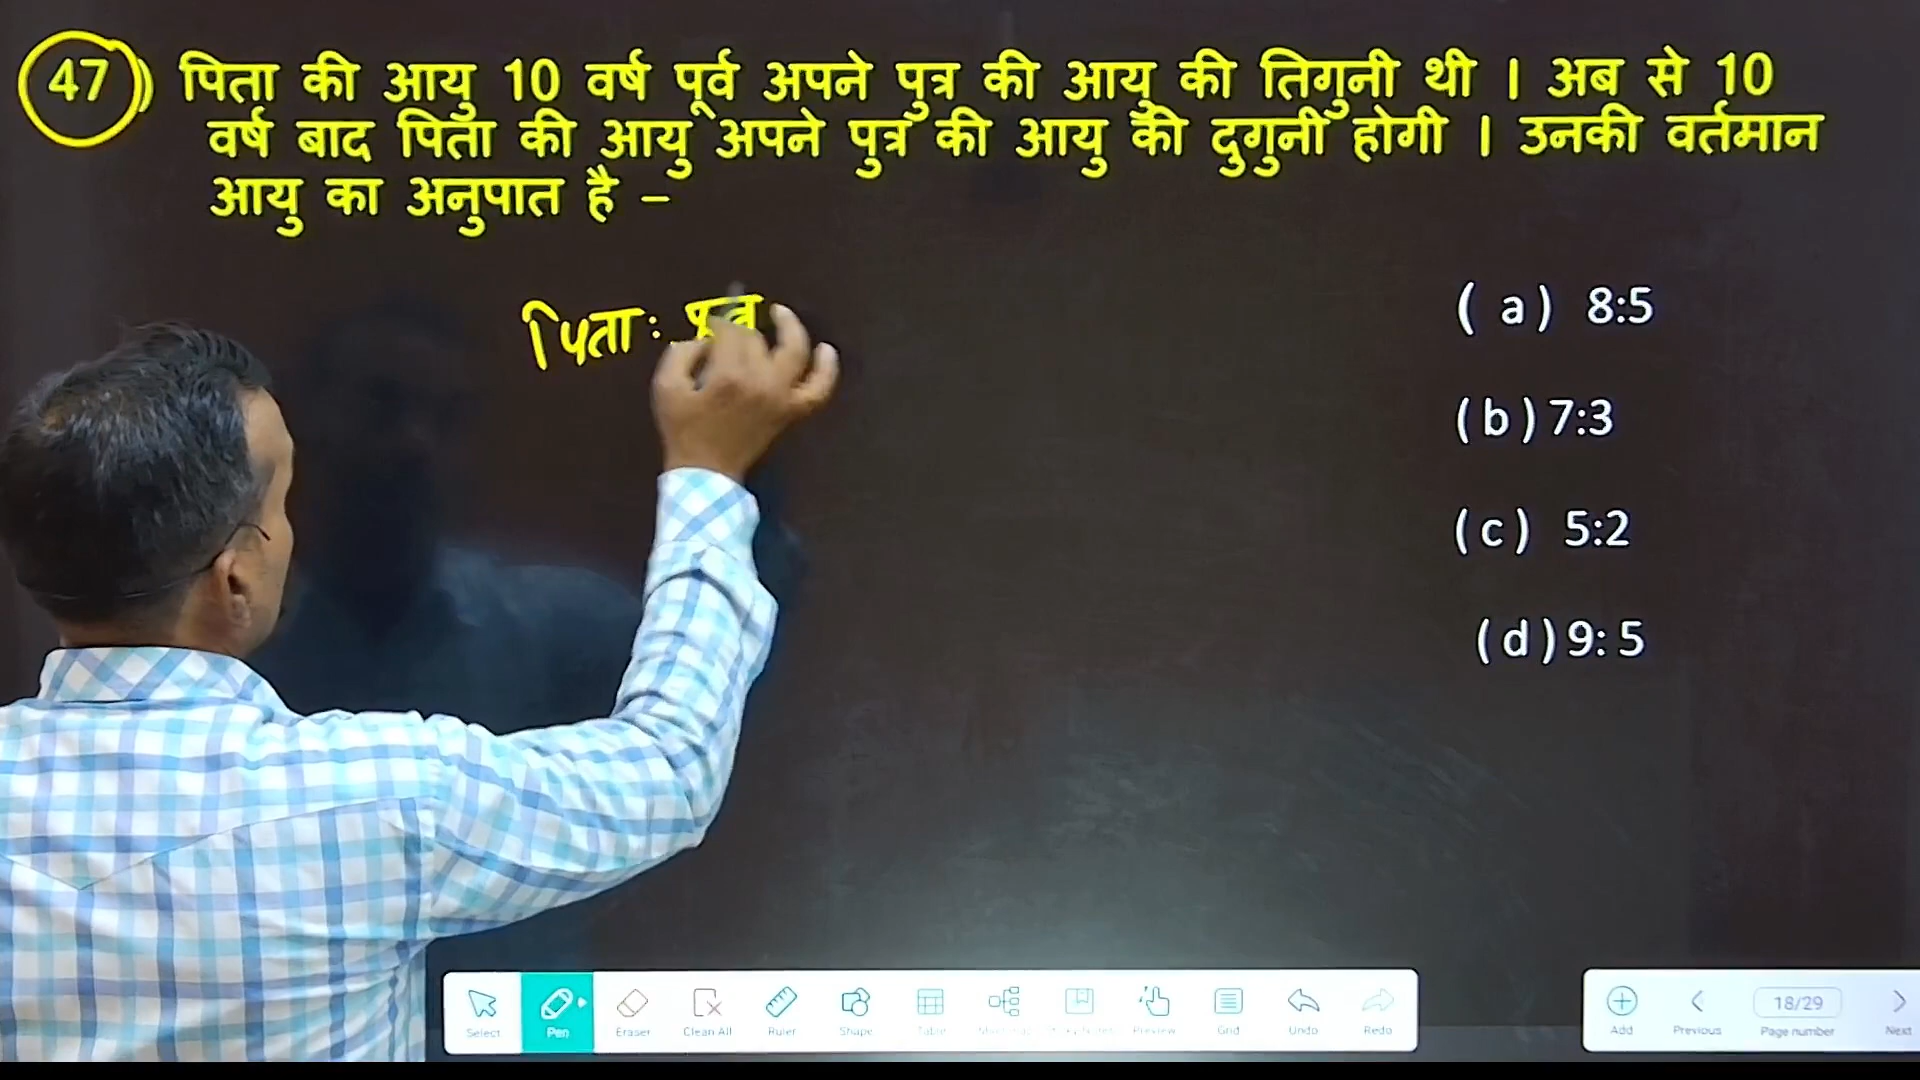 47) पिता की आयु 10 वर्ष पूर्व अपने पुत्र की आयु की तिगुनी थी । अब से 10
वर्ष बाद पिता की आयु अपने पुत्र की आयु की दुगुनी होगी । उनकी वर्तमान
आयु का अनुपात है –
पिता :
( a ) 8:5
( b ) 7:3
( c ) 5:2
( d ) 9: 5
Select Pen Eraser Clean All Ruler Shape Table Preview Grid Undo Redo
18/29
Add Previous Page number Next